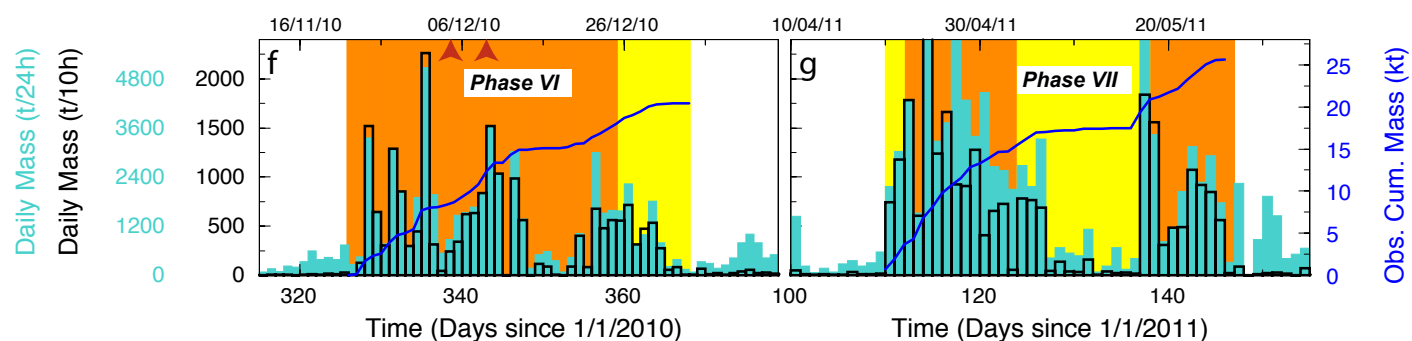 16/11/10 06/12/10 26/12/10 10/04/11 30/04/11 20/05/11
f Phase VI g Phase VII
Daily Mass (t/24h)
4800
3600
2400
1200
0
Daily Mass (t/10h)
2000
1500
1000
500
0
25
20
15
10
5
0
Obs. Cum. Mass (kt)
320 340 360 100 120 140
Time (Days since 1/1/2010) Time (Days since 1/1/2011)